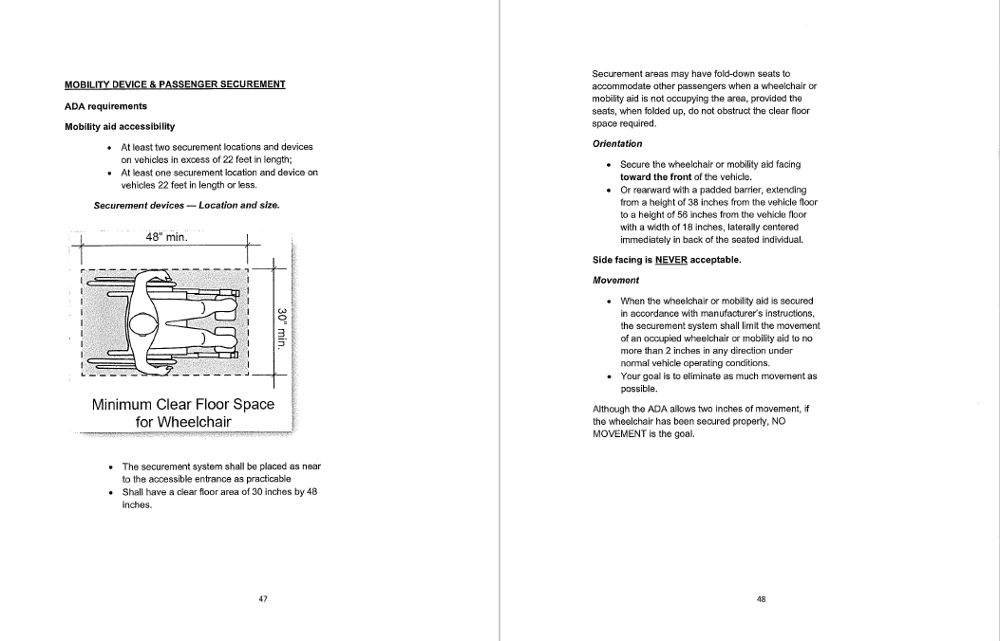 MOBILITY DEVICE & PASSENGER SECUREMENT
ADA requirements
Mobility aid accessibility
• At least two securement locations and devices
on vehicles in excess of 22 feet in length;
• At least one securement location and device on
vehicles 22 feet in length or less.
Securement devices — Location and size.
48" min.
30" min.
Minimum Clear Floor Space
for Wheelchair
• The securement system shall be placed as near
to the accessible entrance as practicable
• Shall have a clear floor area of 30 inches by 48
inches.
47
Securement areas may have fold-down seats to
accommodate other passengers when a wheelchair or
mobility aid is not occupying the area, provided the
seats, when folded up, do not obstruct the clear floor
space required.
Orientation
• Secure the wheelchair or mobility aid facing
toward the front of the vehicle.
• Or rearward with a padded barrier, extending
from a height of 38 inches from the vehicle floor
to a height of 56 inches from the vehicle floor
with a width of 18 inches, laterally centered
immediately in back of the seated individual.
Side facing is NEVER acceptable.
Movement
• When the wheelchair or mobility aid is secured
in accordance with manufacturer's instructions,
the securement system shall limit the movement
of an occupied wheelchair or mobility aid to no
more than 2 inches in any direction under
normal vehicle operating conditions.
• Your goal is to eliminate as much movement as
possible.
Although the ADA allows two inches of movement, if
the wheelchair has been secured properly, NO
MOVEMENT is the goal.
48